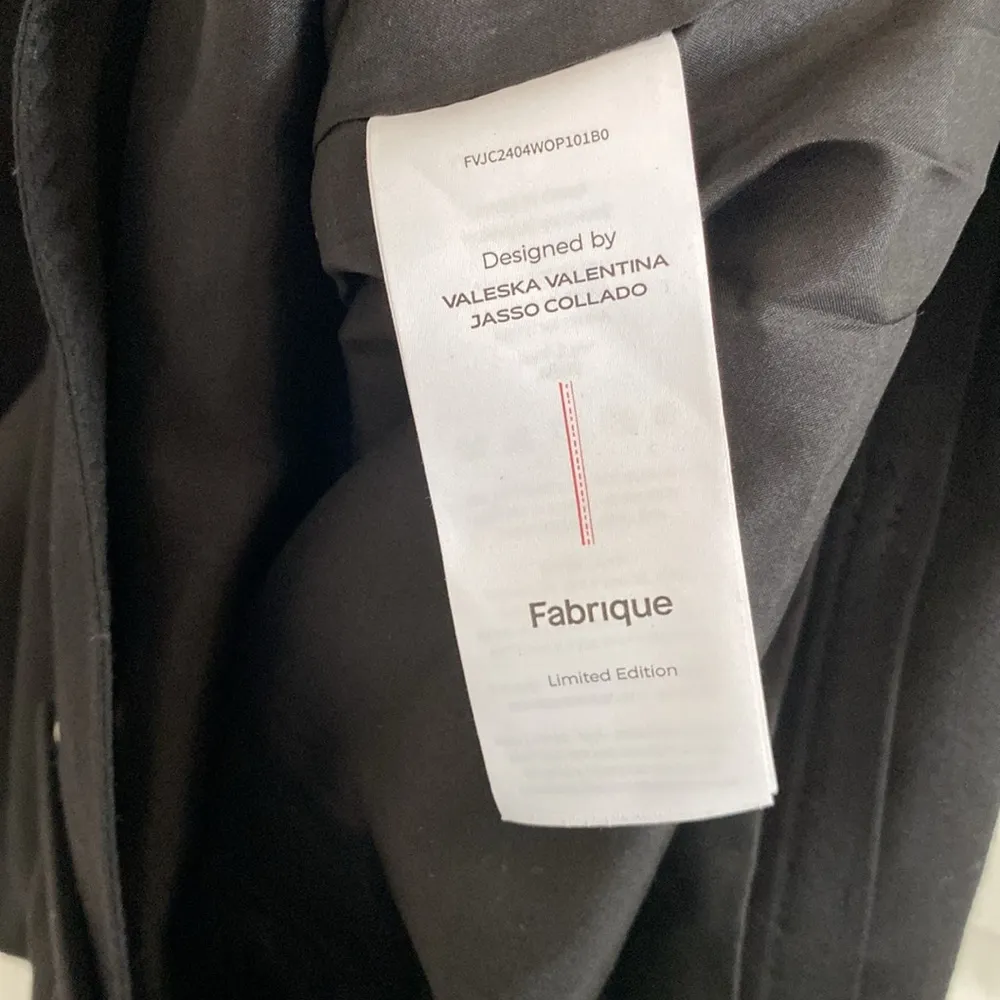 FVJC2404WOP101B0
Designed by
VALESKA VALENTINA
JASSO COLLADO
Fabrique
Limited Edition